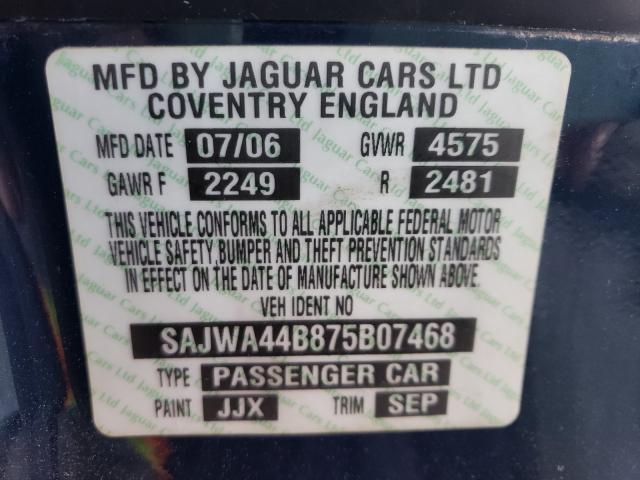 MFD BY JAGUAR CARS LTD
COVENTRY ENGLAND
MFD DATE 07/06 GVWR 4575
GAWR F 2249 R 2481
THIS VEHICLE CONFORMS TO ALL APPLICABLE FEDERAL MOTOR
VEHICLE SAFETY, BUMPER AND THEFT PREVENTION STANDARDS
IN EFFECT ON THE DATE OF MANUFACTURE SHOWN ABOVE.
VEH IDENT NO
SAJWA44B875B07468
TYPE PASSENGER CAR
PAINT JJX TRIM SEP